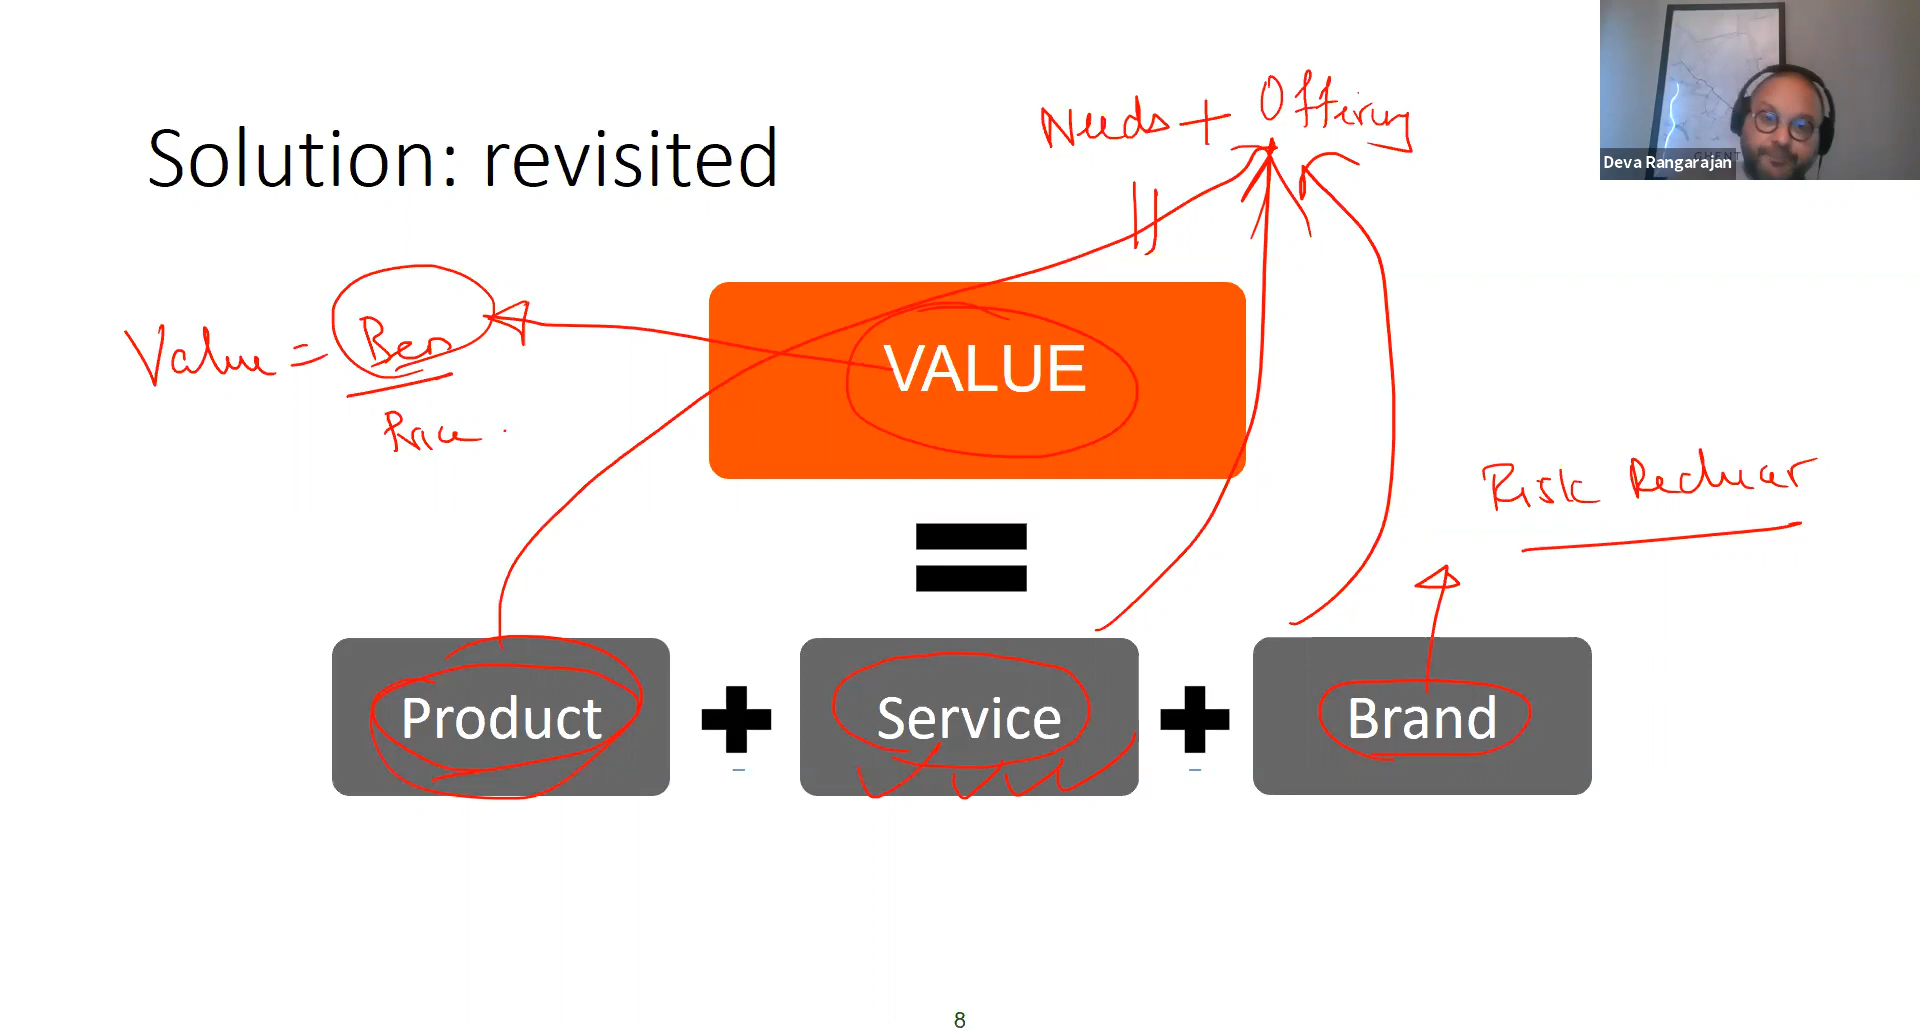 Needs + Offering
Deva Rangarajan
Solution: revisited
Value = Ben
Price
VALUE
=
Risk Reducer
Product + Service + Brand
8